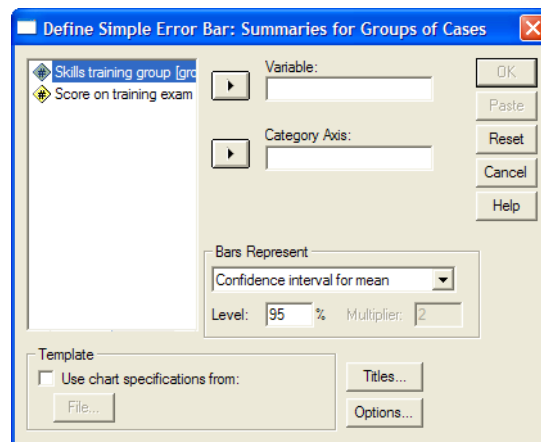 Define Simple Error Bar: Summaries for Groups of Cases
Skills training group [gro
Score on training exam
Variable:
Category Axis:
OK
Paste
Reset
Cancel
Help
Bars Represent
Confidence interval for mean
Level: 95 % Multiplier: 2
Template
Use chart specifications from:
File...
Titles...
Options...